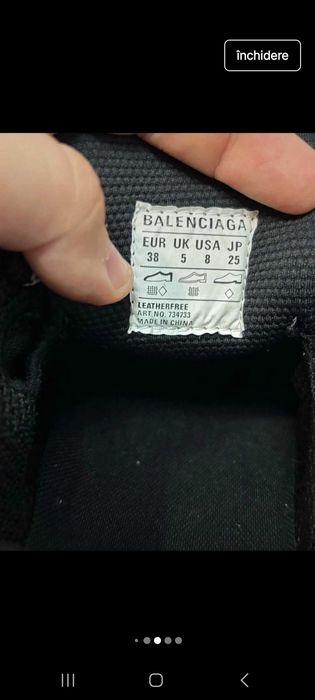 închidere
BALENCIAGA
EUR UK USA JP
38 5 8 25
LEATHERFREE
ART NO. 734733
MADE IN CHINA